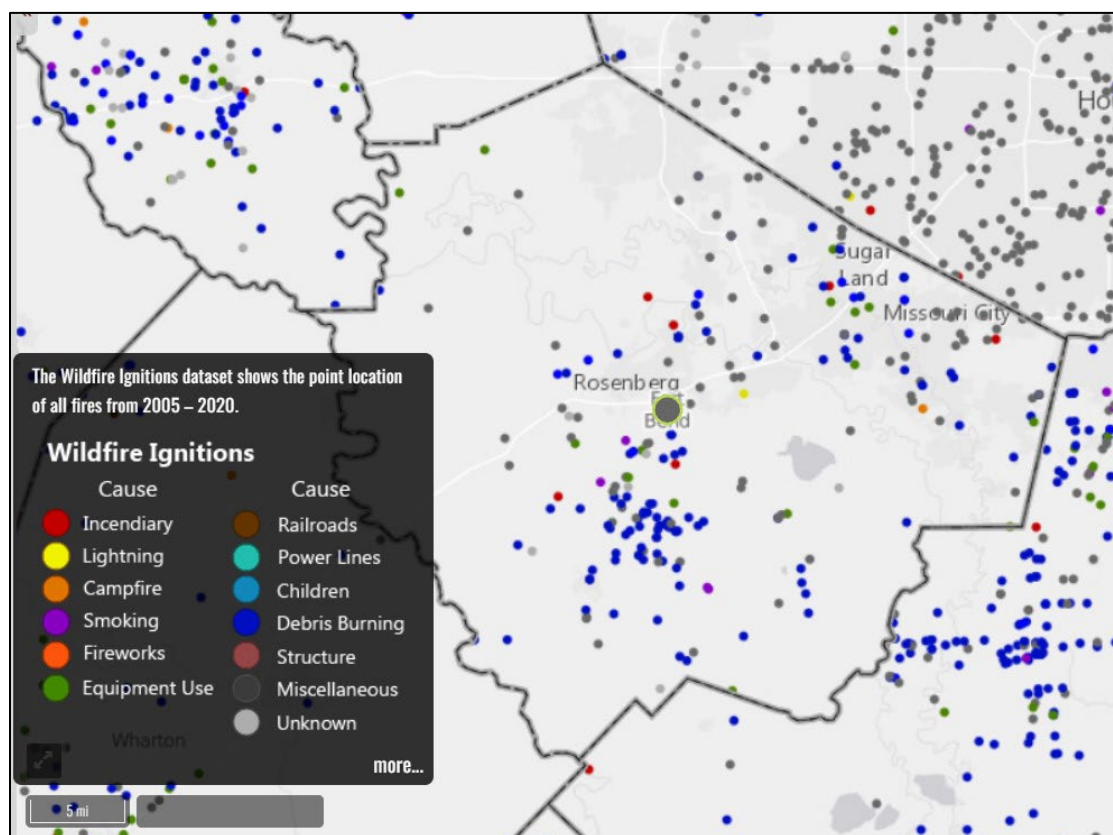 Ho
Sugar
Land
Missouri City
Rosenberg
Fort
Bend
The Wildfire Ignitions dataset shows the point location
of all fires from 2005 – 2020.
Wildfire Ignitions
Cause Cause
Incendiary Railroads
Lightning Power Lines
Campfire Children
Smoking Debris Burning
Fireworks Structure
Equipment Use Miscellaneous
Unknown
Wharton
more...
5 mi